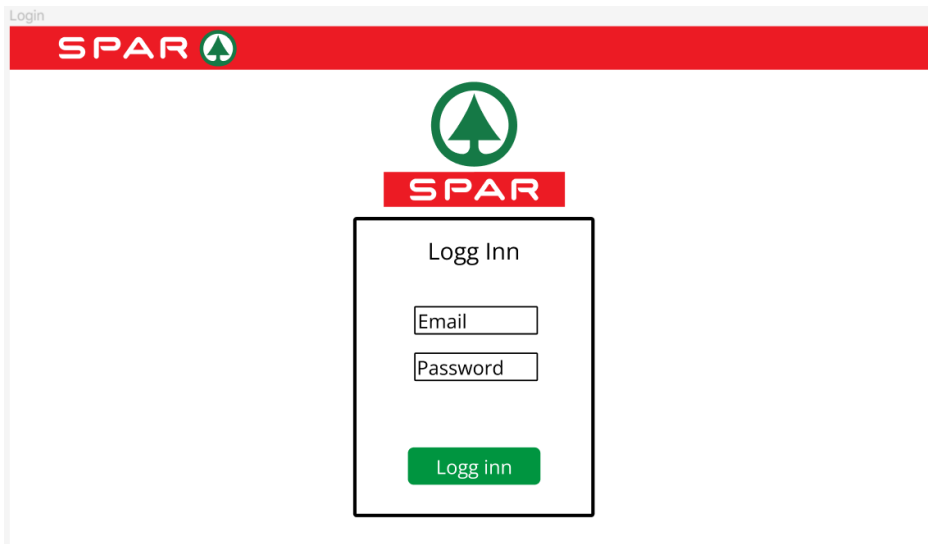 Login
SPAR
SPAR
Logg Inn
Email
Password
Logg inn